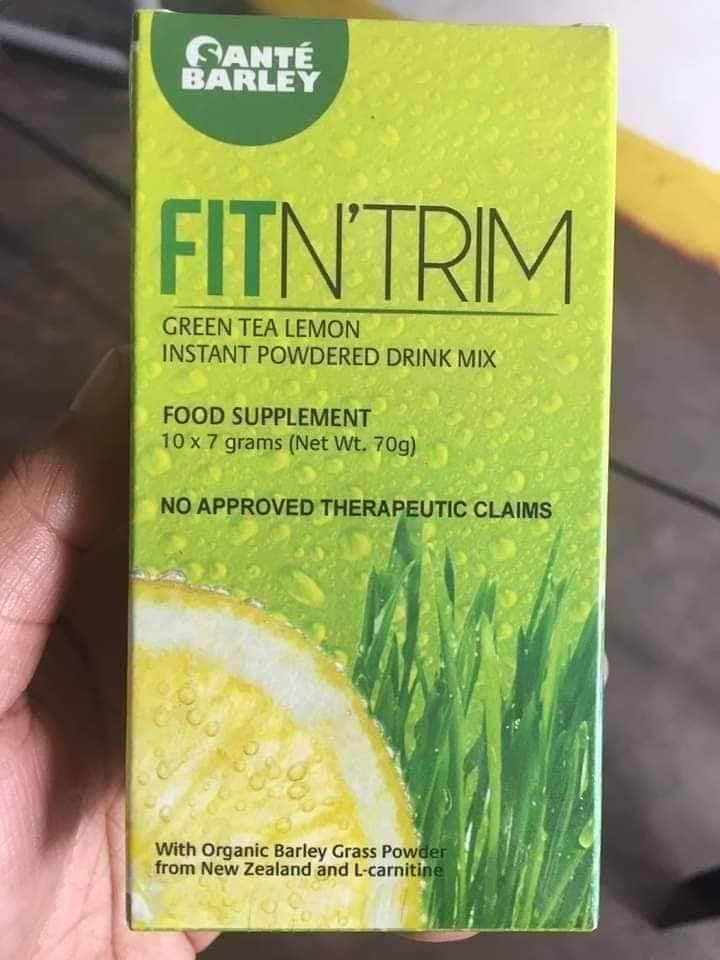 SANTÉ
BARLEY
FITN'TRIM
GREEN TEA LEMON
INSTANT POWDERED DRINK MIX
FOOD SUPPLEMENT
10 x 7 grams (Net Wt. 70g)
NO APPROVED THERAPEUTIC CLAIMS
With Organic Barley Grass Powder
from New Zealand and L-carnitine